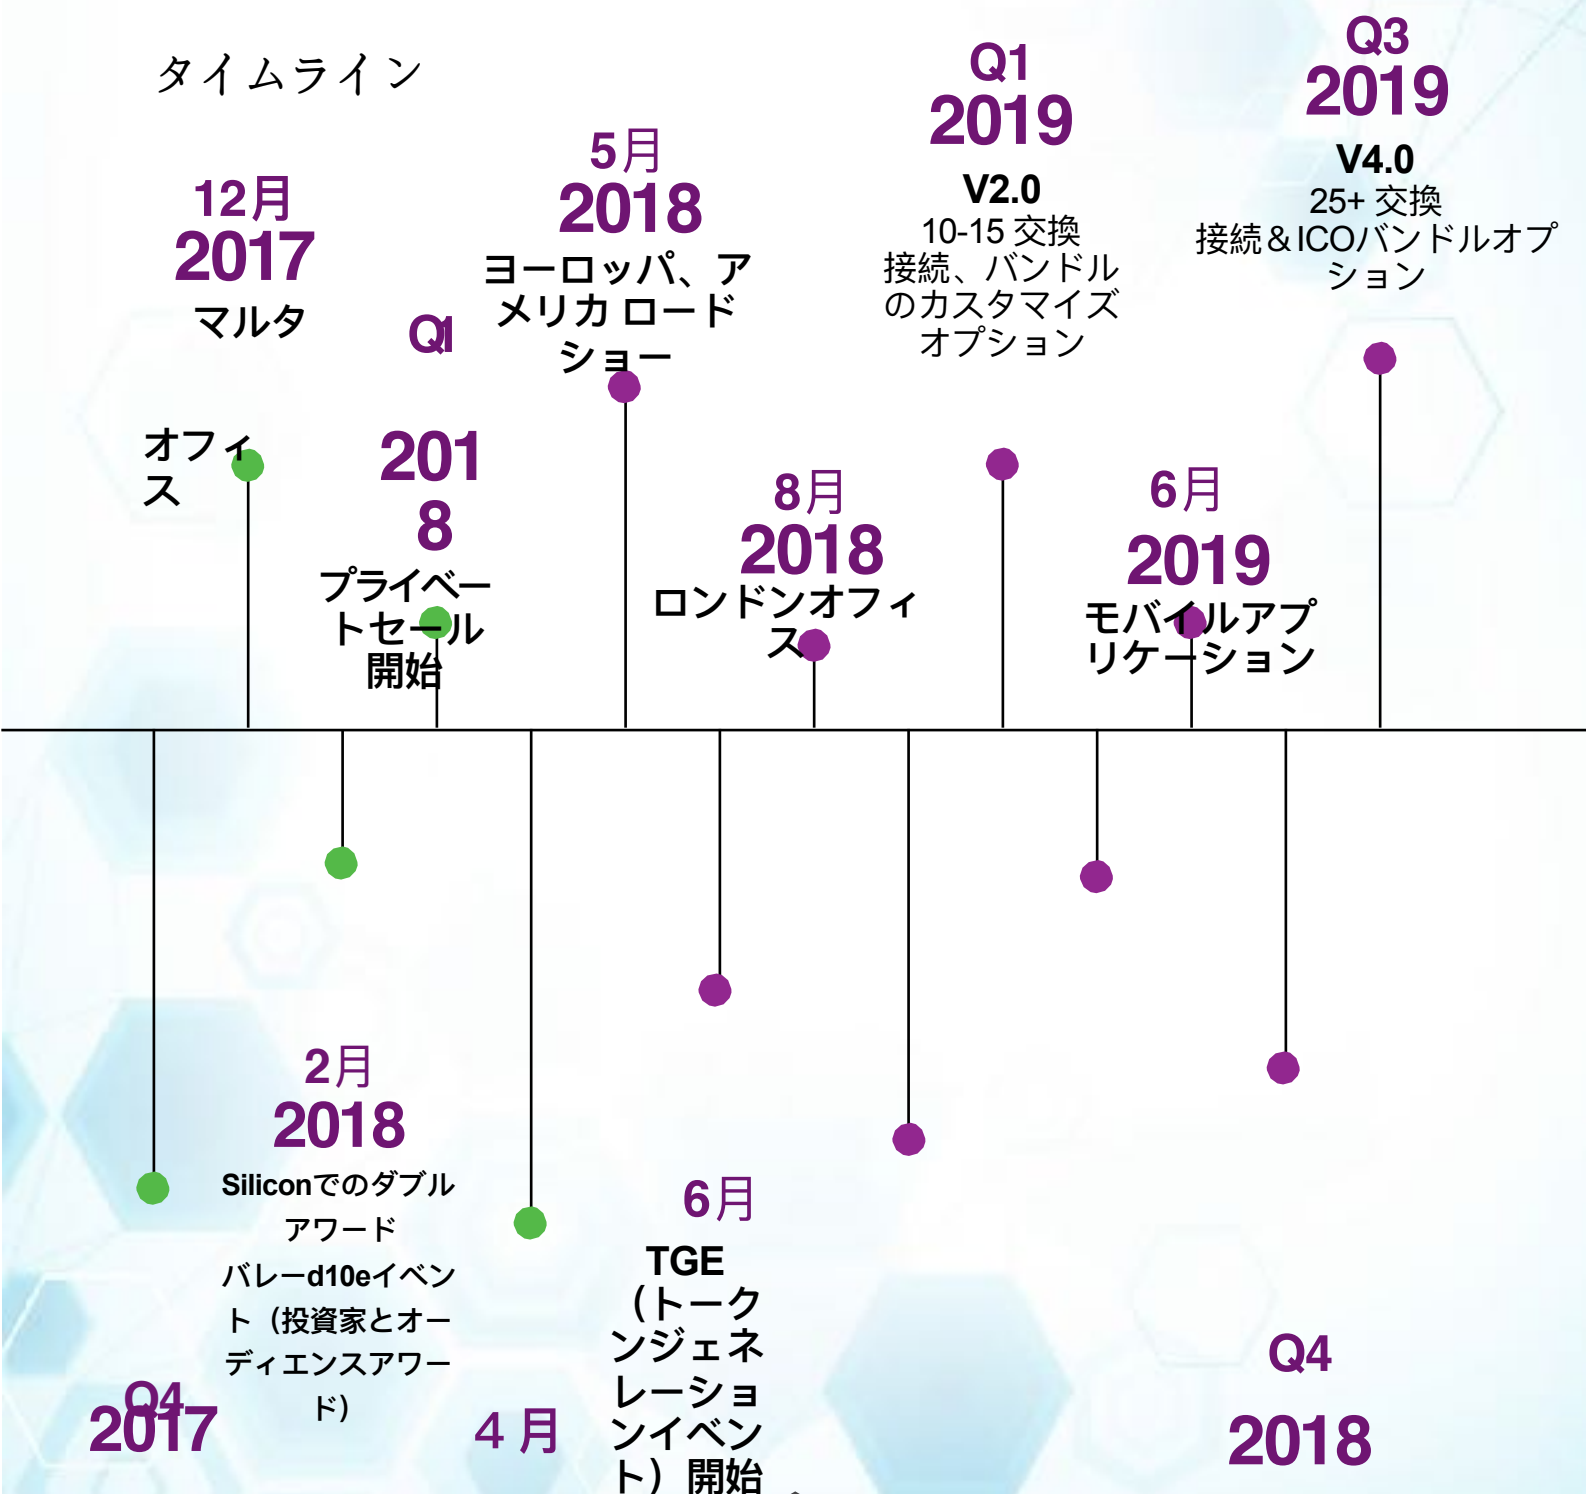 タイムライン
12月
2017
マルタ
オフィ
ス
Q1
201
8
プライベー
トセール
開始
5月
2018
ヨーロッパ、ア
メリカ ロード
ショー
8月
2018
ロンドンオフィ
ス
Q1
2019
V2.0
10-15 交換
接続、バンドル
のカスタマイズ
オプション
6月
2019
モバイルアプ
リケーション
Q3
2019
V4.0
25+ 交換
接続＆ICOバンドルオプ
ション
Q4
2017
2月
2018
Siliconでのダブル
アワード
バレーd10eイベン
ト（投資家とオー
ディエンスアワー
ド）
４月
6月
TGE
（トーク
ンジェネ
レーショ
ンイベン
ト）開始
Q4
2018